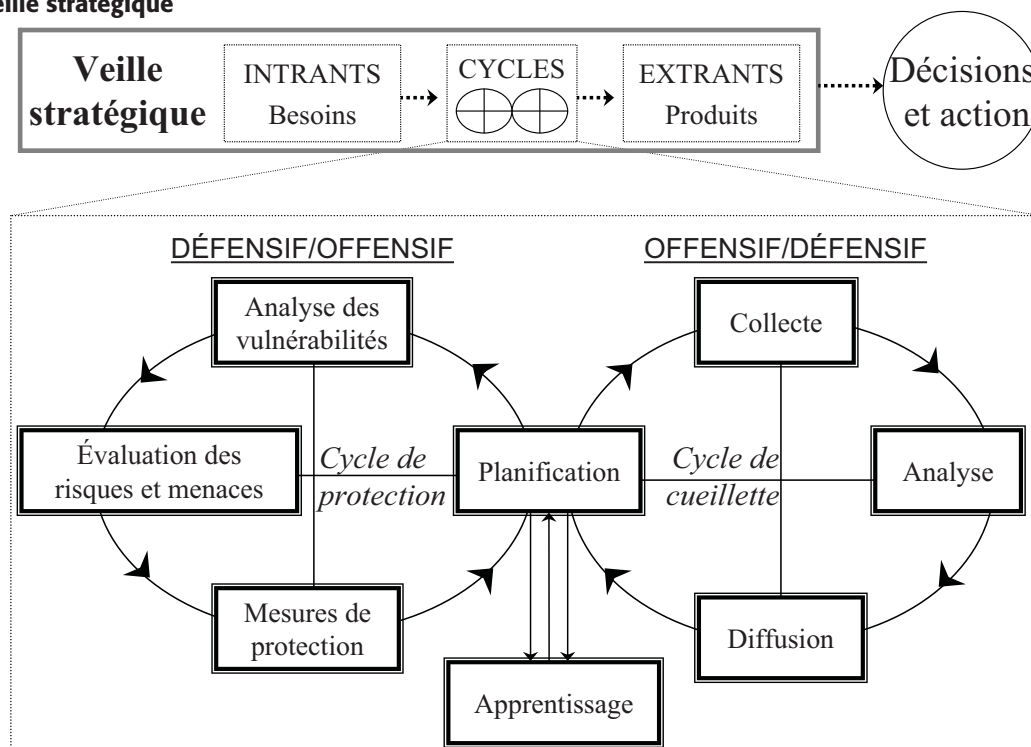 eille stratégique
Veille
stratégique
INTRANTS
Besoins
CYCLES
EXTRANTS
Produits
Décisions
et action
DÉFENSIF/OFFENSIF
OFFENSIF/DÉFENSIF
Analyse des
vulnérabilités
Collecte
Évaluation des
risques et menaces
Cycle de
protection
Planification
Cycle de
cueillette
Analyse
Mesures de
protection
Diffusion
Apprentissage